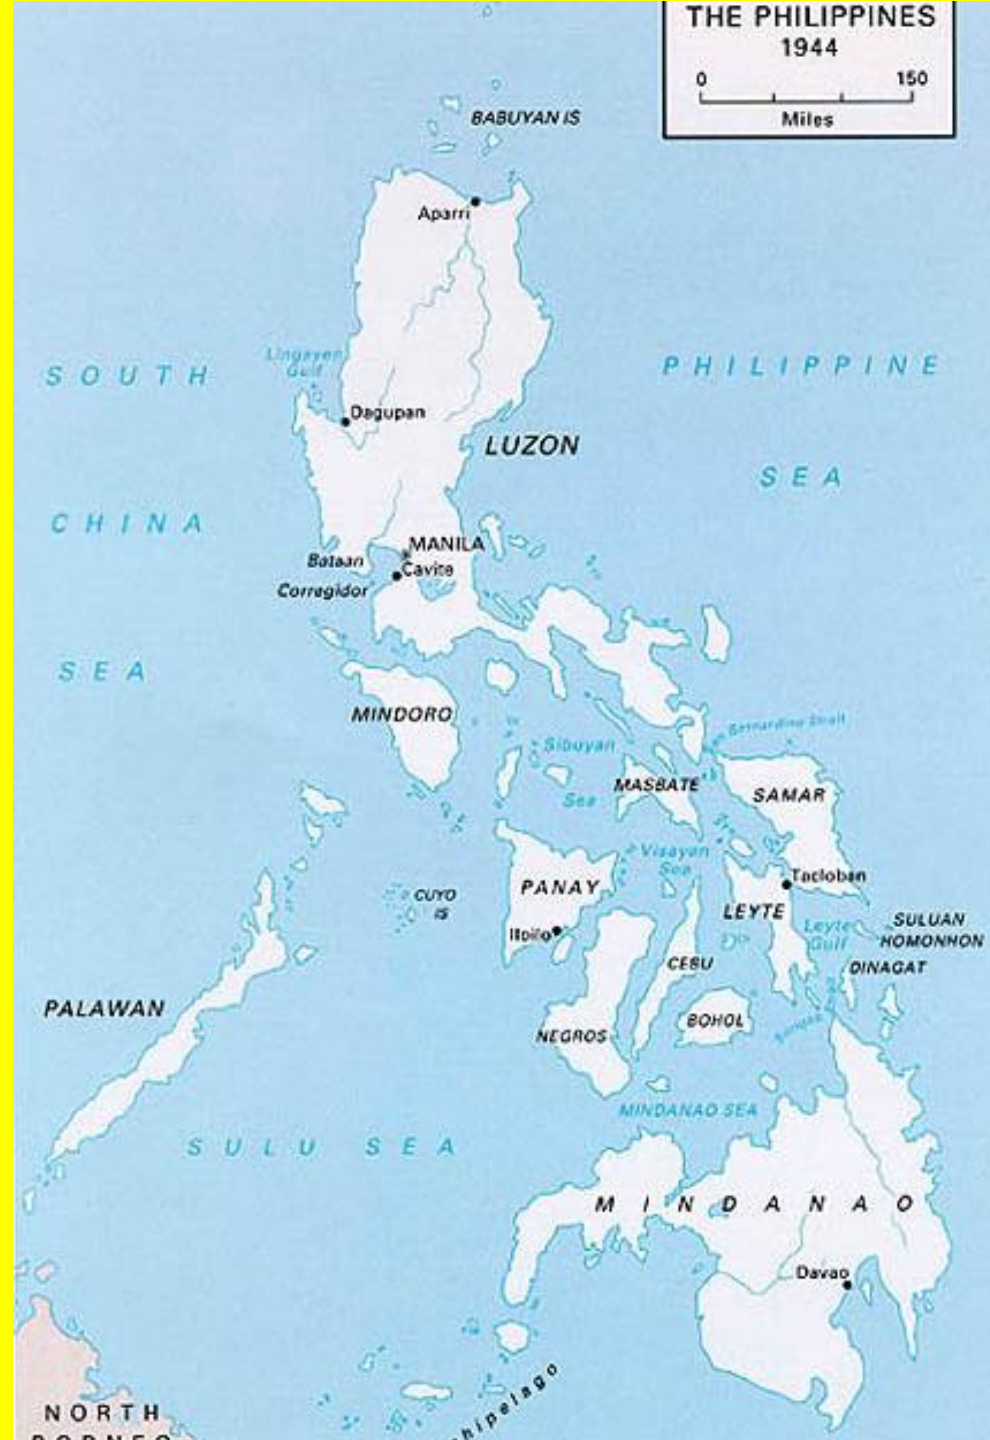 THE PHILIPPINES
1944
0 150
Miles
BABUYAN IS
Aparri
Lingayen
Gulf
SOUTH
PHILIPPINE
Dagupan
LUZON
SEA
CHINA
MANILA
Bataan
Cavite
Corregidor
SEA
MINDORO
San Bernardino Strait
Sibuyan
Sea
MASBATE
SAMAR
Visayan
Sea
Tacloban
PANAY
CUYO
IS
LEYTE
Iloilo
Leyte
Gulf
SULUAN
HOMONHON
CEBU
DINAGAT
PALAWAN
BOHOL
NEGROS
MINDANAO SEA
SULU SEA
MINDANAO
Davao
hipelago
NORTH
BORNEO